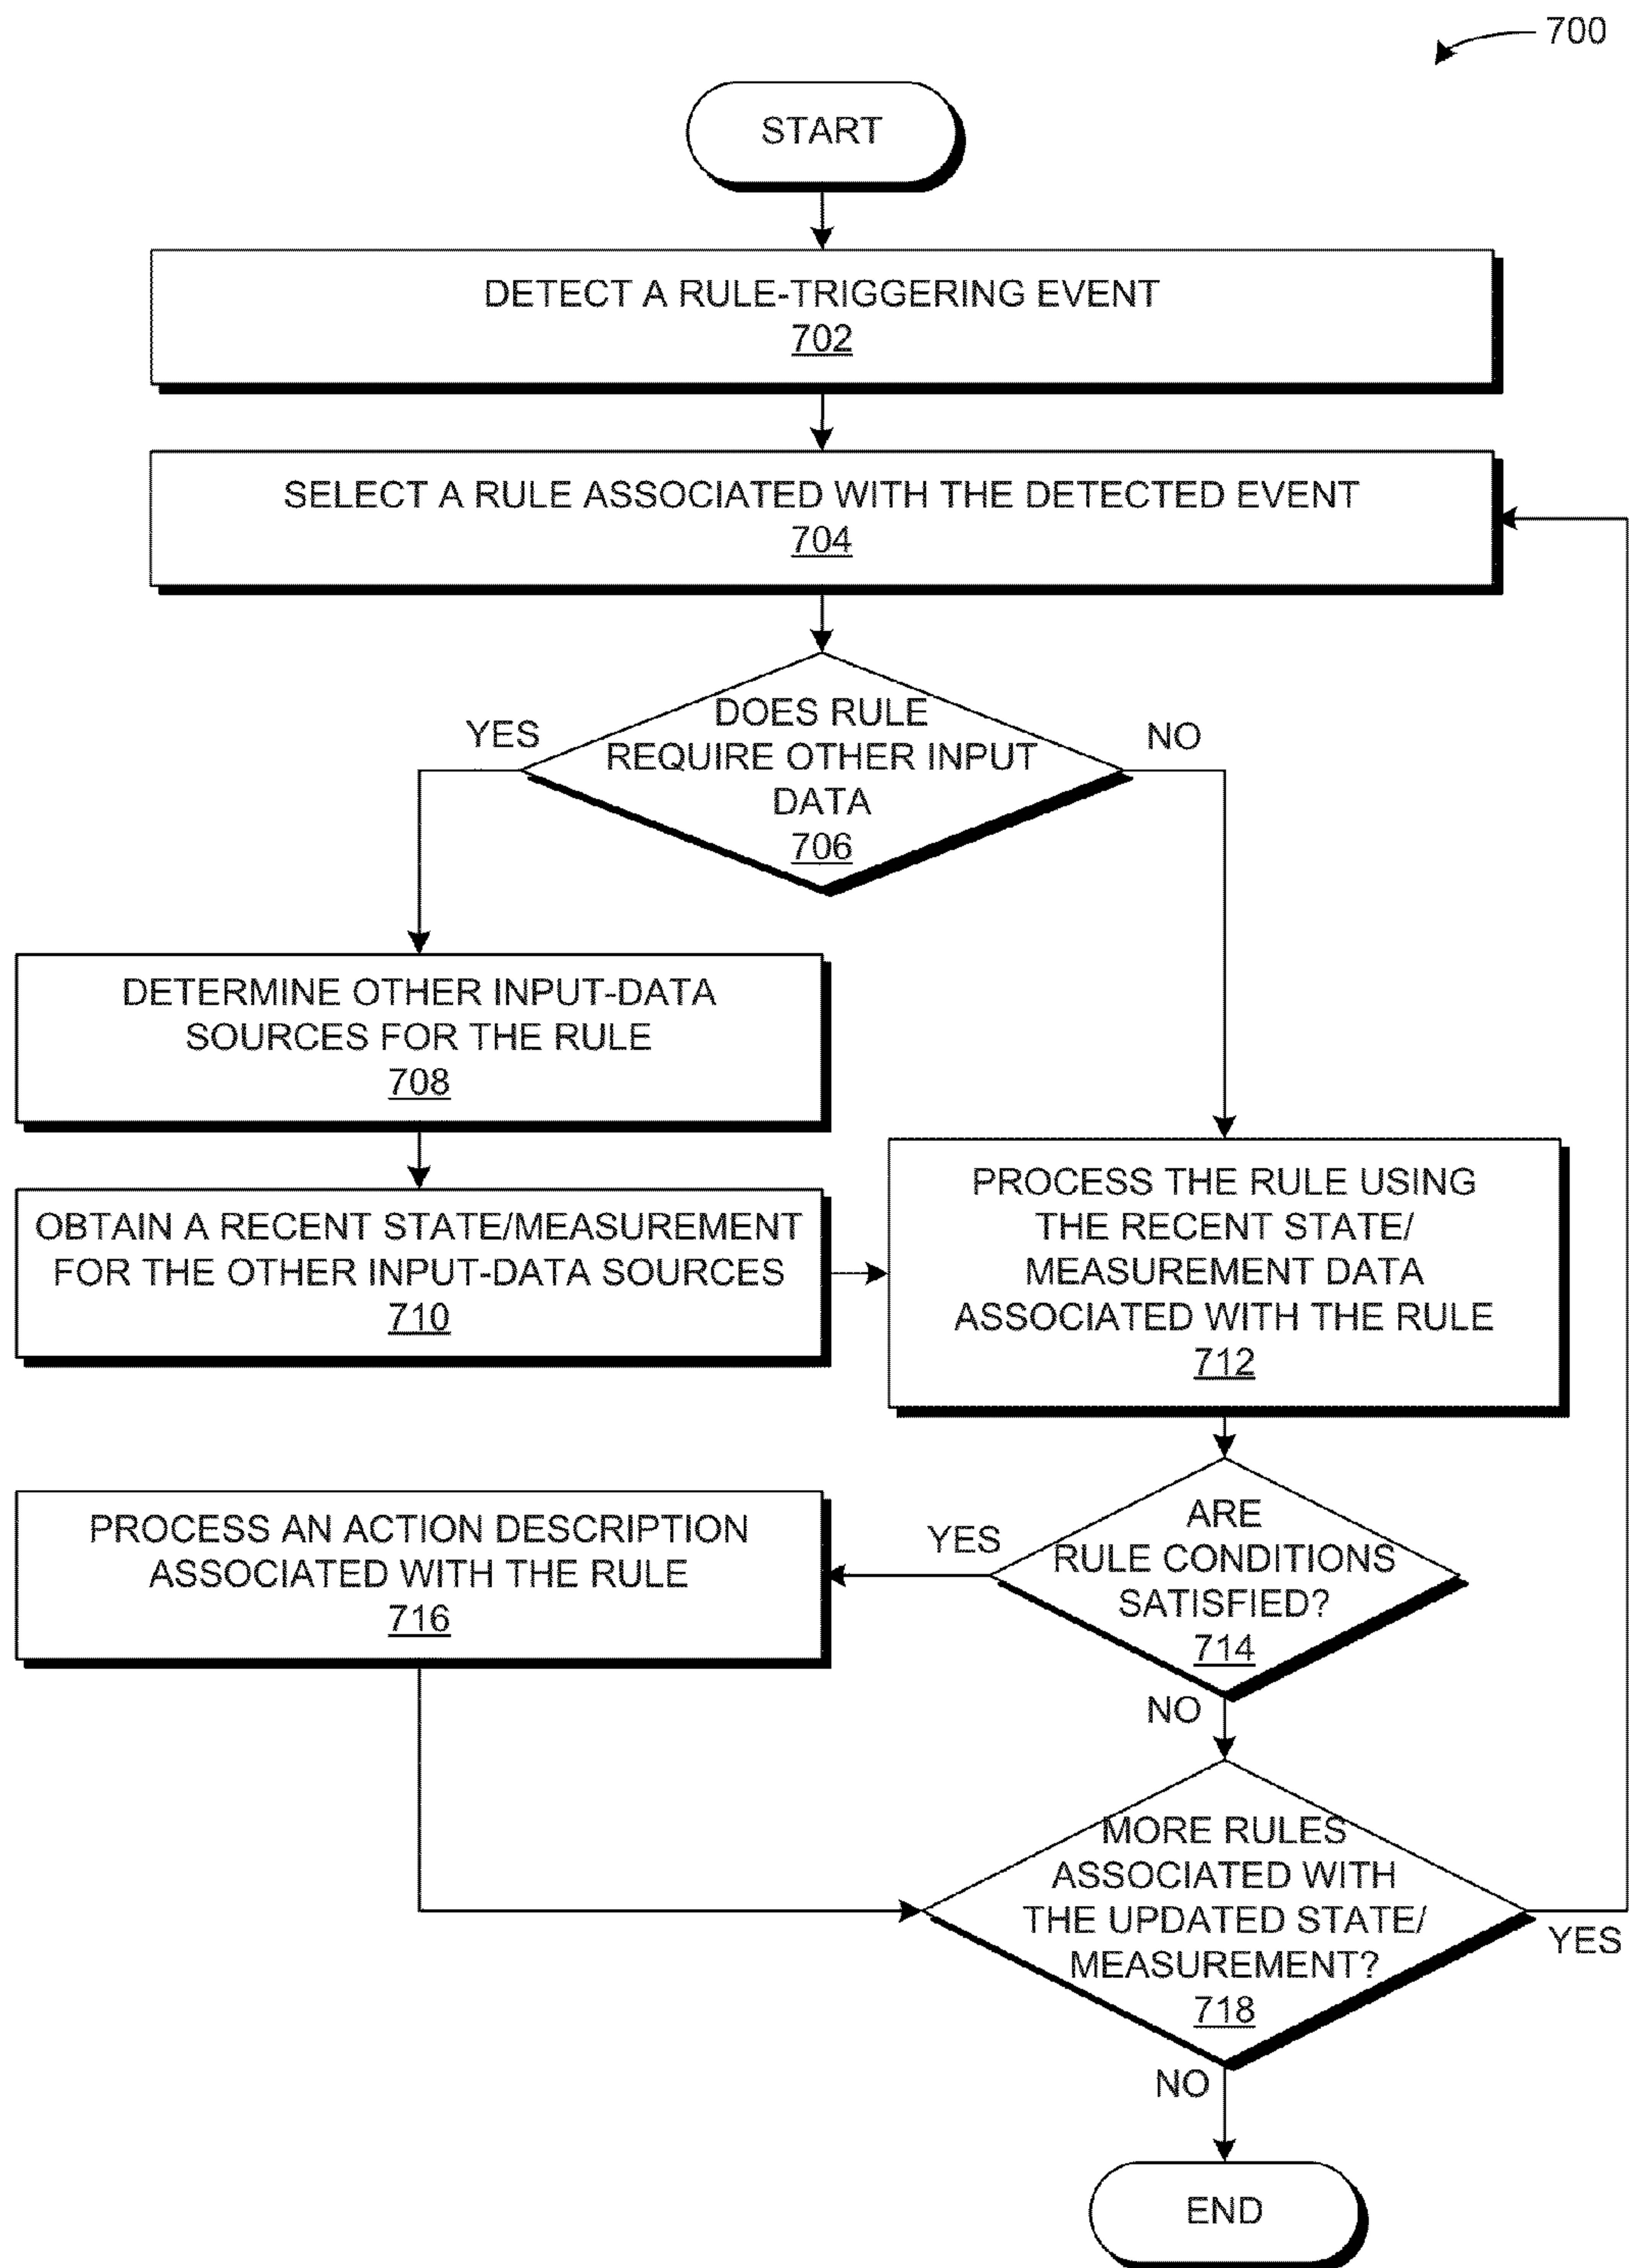 700
START
DETECT A RULE-TRIGGERING EVENT
702
SELECT A RULE ASSOCIATED WITH THE DETECTED EVENT
704
DOES RULE
REQUIRE OTHER INPUT
DATA
706
YES
NO
DETERMINE OTHER INPUT-DATA
SOURCES FOR THE RULE
708
OBTAIN A RECENT STATE/MEASUREMENT
FOR THE OTHER INPUT-DATA SOURCES
710
PROCESS THE RULE USING
THE RECENT STATE/
MEASUREMENT DATA
ASSOCIATED WITH THE RULE
712
ARE
RULE CONDITIONS
SATISFIED?
714
YES
NO
PROCESS AN ACTION DESCRIPTION
ASSOCIATED WITH THE RULE
716
MORE RULES
ASSOCIATED WITH
THE UPDATED STATE/
MEASUREMENT?
718
YES
NO
END